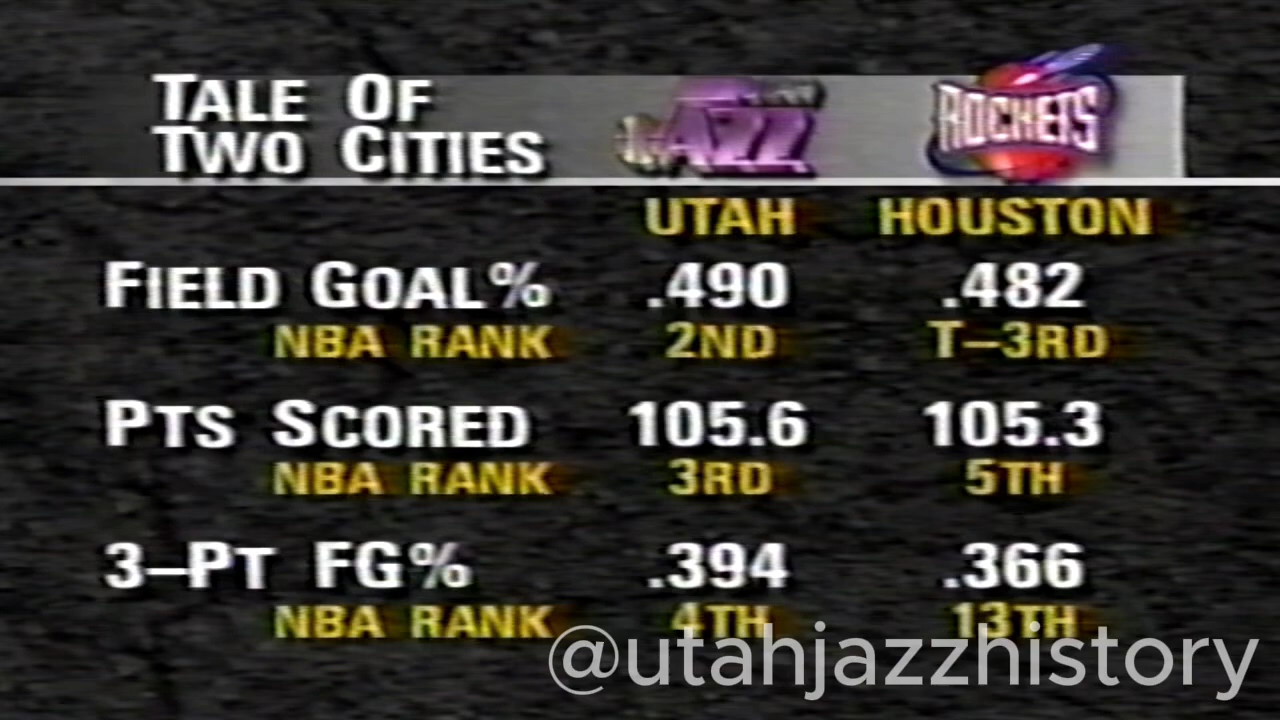 TALE OF
TWO CITIES
JAZZ
ROCKETS
UTAH HOUSTON
FIELD GOAL% .490 .482
NBA RANK 2ND T-3RD
PTS SCORED 105.6 105.3
NBA RANK 3RD 5TH
3-PT FG% .394 .366
NBA RANK 4TH 13TH
@utahjazzhistory